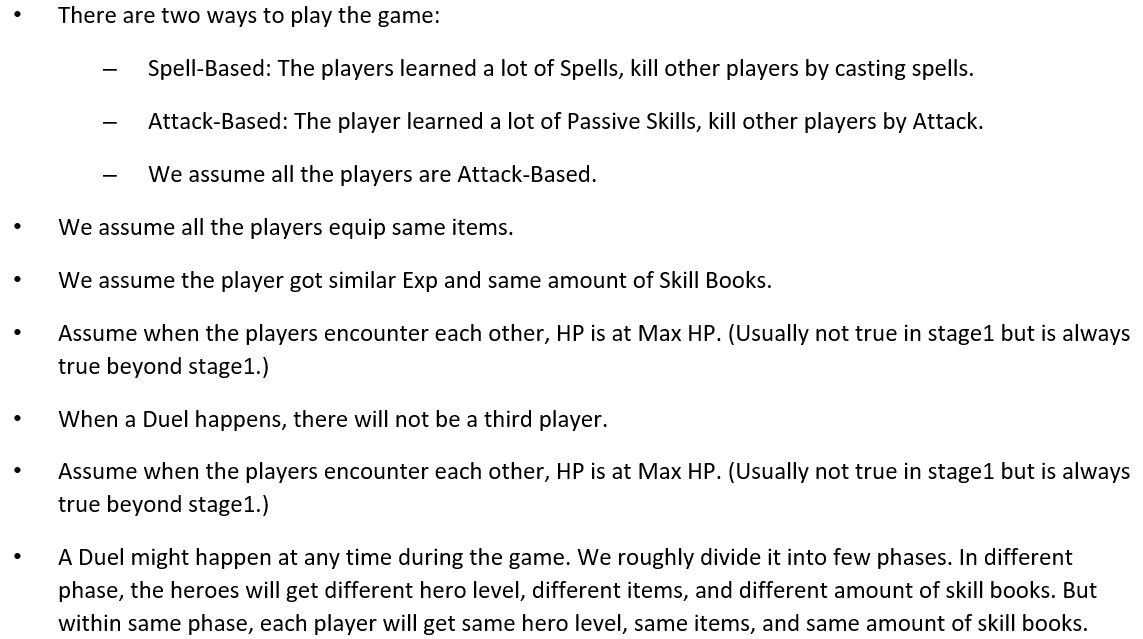 • There are two ways to play the game:
– Spell-Based: The players learned a lot of Spells, kill other players by casting spells.
– Attack-Based: The player learned a lot of Passive Skills, kill other players by Attack.
– We assume all the players are Attack-Based.
• We assume all the players equip same items.
• We assume the player got similar Exp and same amount of Skill Books.
• Assume when the players encounter each other, HP is at Max HP. (Usually not true in stage1 but is always
true beyond stage1.)
• When a Duel happens, there will not be a third player.
• Assume when the players encounter each other, HP is at Max HP. (Usually not true in stage1 but is always
true beyond stage1.)
• A Duel might happen at any time during the game. We roughly divide it into few phases. In different
phase, the heroes will get different hero level, different items, and different amount of skill books. But
within same phase, each player will get same hero level, same items, and same amount of skill books.